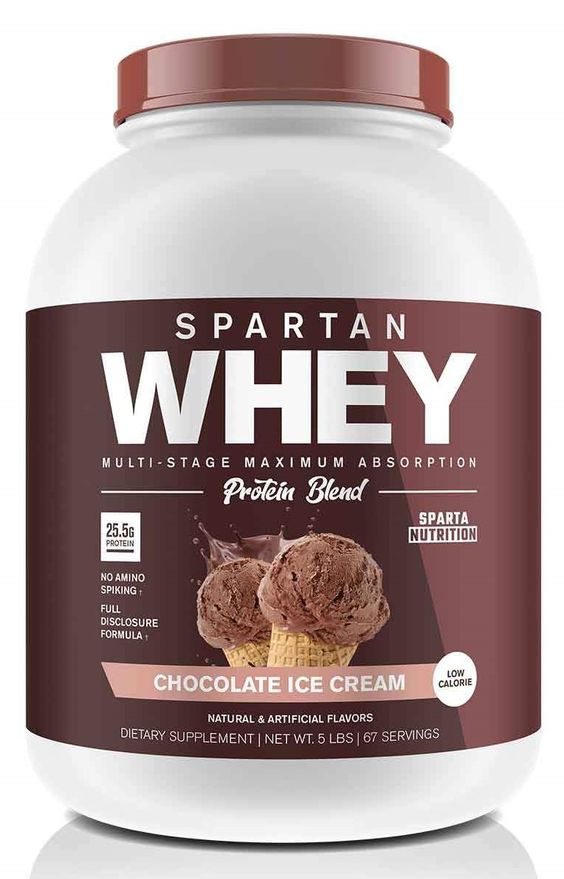 SPARTAN
WHEY
MULTI-STAGE MAXIMUM ABSORPTION
Protein Blend
25.5G
PROTEIN
SPARTA
NUTRITION
NO AMINO
SPIKING †
FULL
DISCLOSURE
FORMULA †
CHOCOLATE ICE CREAM
LOW
CALORIE
NATURAL & ARTIFICIAL FLAVORS
DIETARY SUPPLEMENT | NET WT. 5 LBS | 67 SERVINGS